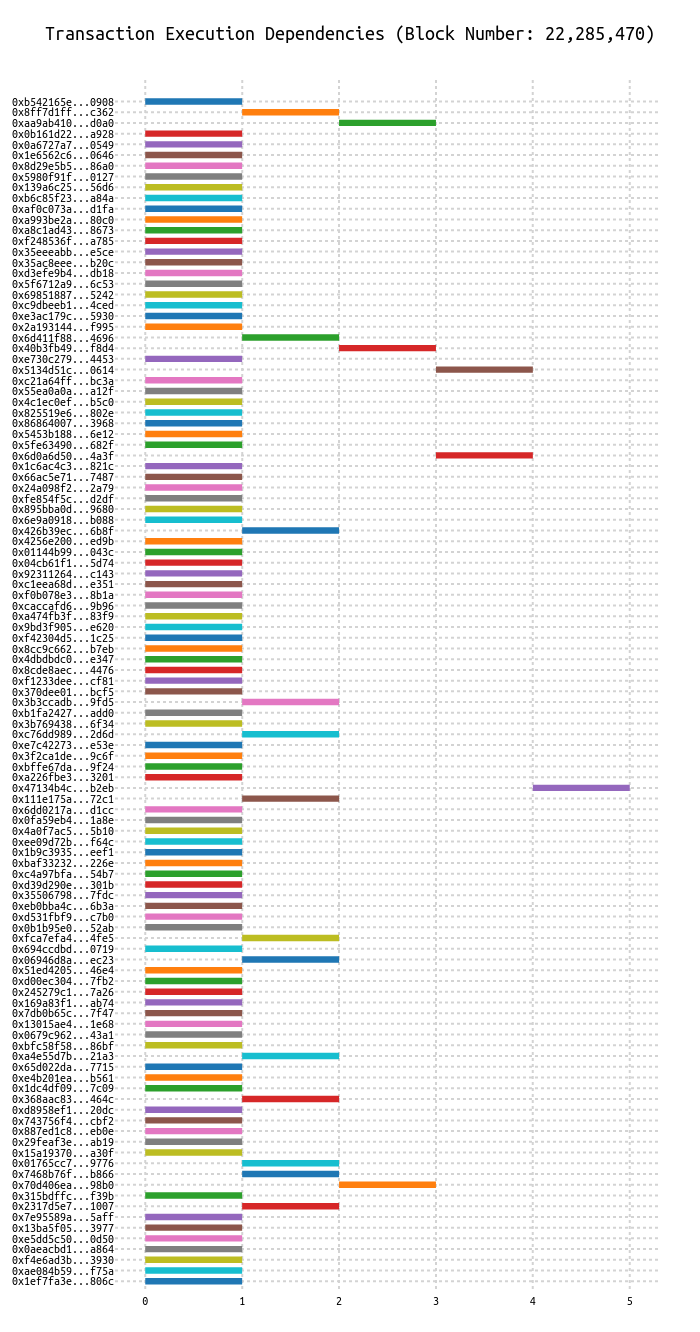 Transaction Execution Dependencies (Block Number: 22,285,470)
0xb542165e...0908
0x8ff7d1ff...c362
0xaa9ab410...d0a0
0x0b161d22...a928
0x0a6727a7...0549
0x1e6562c6...0646
0x8d29e5b5...86a0
0x5980f91f...0127
0x139a6c25...56d6
0xb6c85f23...a84a
0xaf0c073a...d1fa
0xa993be2a...80c0
0xa8c1ad43...8673
0xf248536f...a785
0x35eeeabb...e5ce
0x35ac8eee...b20c
0xd3efe9b4...db18
0x5f6712a9...6c53
0x69851887...5242
0xc9dbeeb1...4ced
0xe3ac179c...5930
0x2a193144...f995
0x6d411f88...4696
0x40b3fb49...f8d4
0xe730c279...4453
0x5134d51c...0614
0xc21a64ff...bc3a
0x55ea0a0a...a12f
0x4c1ec0ef...b5c0
0x825519e6...802e
0x86864007...3968
0x5453b188...6e12
0x5fe63490...682f
0x6d0a6d50...4a3f
0x1c6ac4c3...821c
0x66ac5e71...7487
0x24a098f2...2a79
0xfe854f5c...d2df
0x895bba0d...9680
0x6e9a0918...b088
0x426b39ec...6b8f
0x4256e200...ed9b
0x01144b99...043c
0x04cb61f1...5d74
0x92311264...c143
0xc1eea68d...e351
0xf0b078e3...8b1a
0xcaccafd6...9b96
0xa474fb3f...83f9
0x9bd3f905...e620
0xf42304d5...1c25
0x8cc9c662...b7eb
0x4dbdbdc0...e347
0x8cde8aec...4476
0xf1233dee...cf81
0x370dee01...bcf5
0x3b3ccadb...9fd5
0xb1fa2427...add0
0x3b769438...6f34
0xc76dd989...2d6d
0xe7c42273...e53e
0x3f2ca1de...9c6f
0xbffe67da...9f24
0xa226fbe3...3201
0x47134b4c...b2eb
0x111e175a...72c1
0x6dd0217a...d1cc
0x0fa59eb4...1a8e
0x4a0f7ac5...5b10
0xee09d72b...f64c
0x1b9c3935...eef1
0xbaf33232...226e
0xc4a97bfa...54b7
0xd39d290e...301b
0x35506798...7fdc
0xeb0bba4c...6b3a
0xd531fbf9...c7b0
0x0b1b95e0...52ab
0xfca7efa4...4fe5
0x694ccdbd...0719
0x06946d8a...ec23
0x51ed4205...46e4
0xd00ec304...7fb2
0x245279c1...7a26
0x169a83f1...ab74
0x7db0b65c...7f47
0x13015ae4...1e68
0x0679c962...43a1
0xbfc58f58...86bf
0xa4e55d7b...21a3
0x65d022da...7715
0xe4b201ea...b561
0x1dc4df09...7c09
0x368aac83...464c
0xd8958ef1...20dc
0x743756f4...cbf2
0x887ed1c8...eb0e
0x29feaf3e...ab19
0x15a19370...a30f
0x01765cc7...9776
0x7468b76f...b866
0x70d406ea...98b0
0x315bdffc...f39b
0x2317d5e7...1007
0x7e95589a...5aff
0x13ba5f05...3977
0xe5dd5c50...0d50
0x0aeacbd1...a864
0xf4e6ad3b...3930
0xae084b59...f75a
0x1ef7fa3e...806c
0 1 2 3 4 5